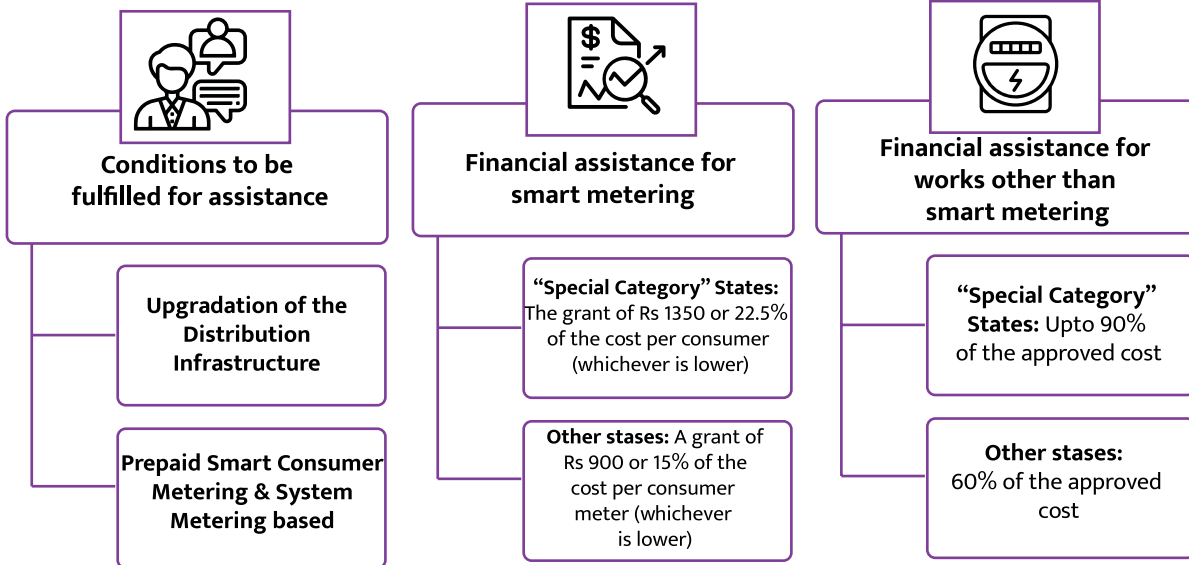 $
Conditions to be
fulfilled for assistance
Upgradation of the
Distribution
Infrastructure
Prepaid Smart Consumer
Metering & System
Metering based
Financial assistance for
smart metering
“Special Category” States:
The grant of Rs 1350 or 22.5%
of the cost per consumer
(whichever is lower)
Other stases: A grant of
Rs 900 or 15% of the
cost per consumer
meter (whichever
is lower)
Financial assistance for
works other than
smart metering
“Special Category”
States: Upto 90%
of the approved cost
Other stases:
60% of the approved
cost